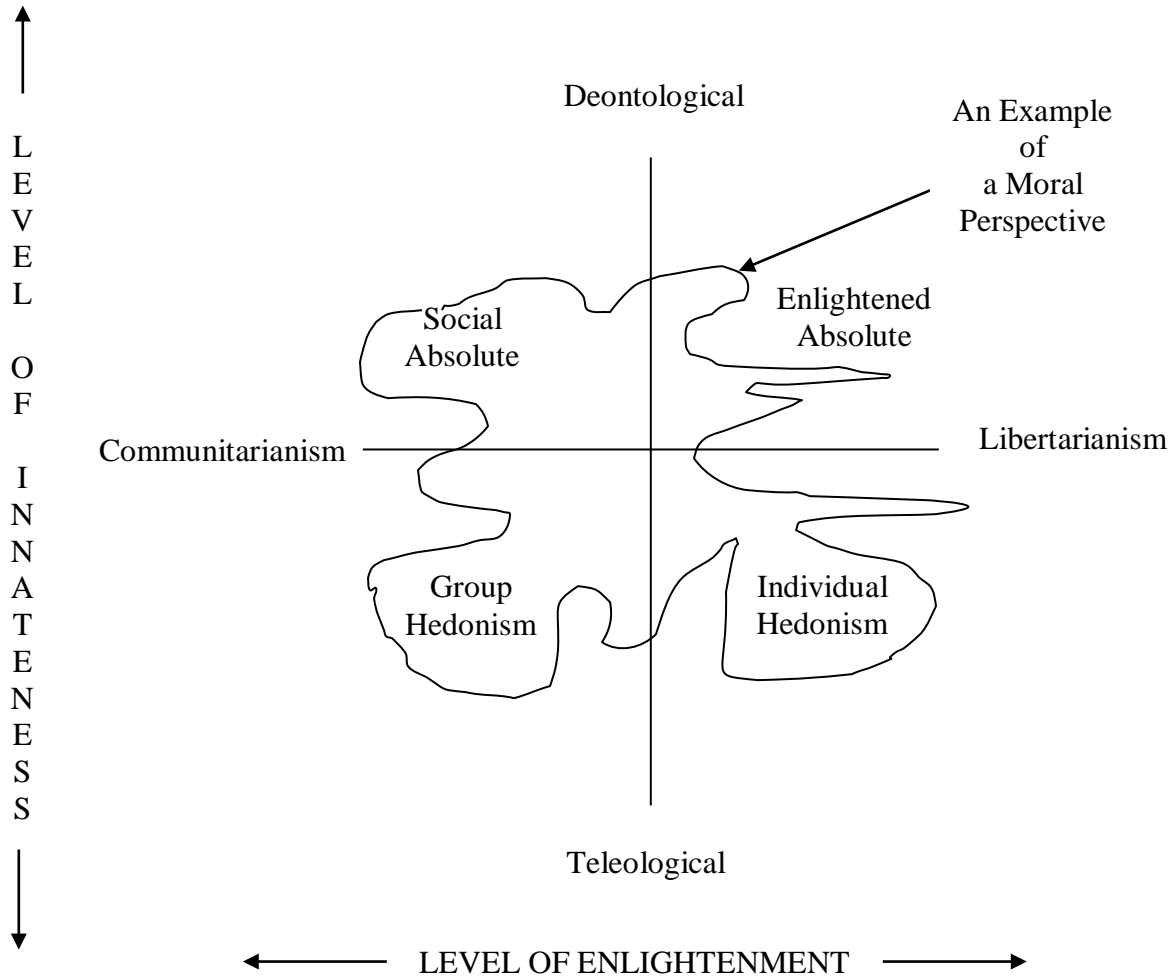 Deontological
An Example
of
a Moral
Perspective
LEVEL OF INNATENESS
Social
Absolute
Enlightened
Absolute
Communitarianism
Libertarianism
Group
Hedonism
Individual
Hedonism
Teleological
LEVEL OF ENLIGHTENMENT